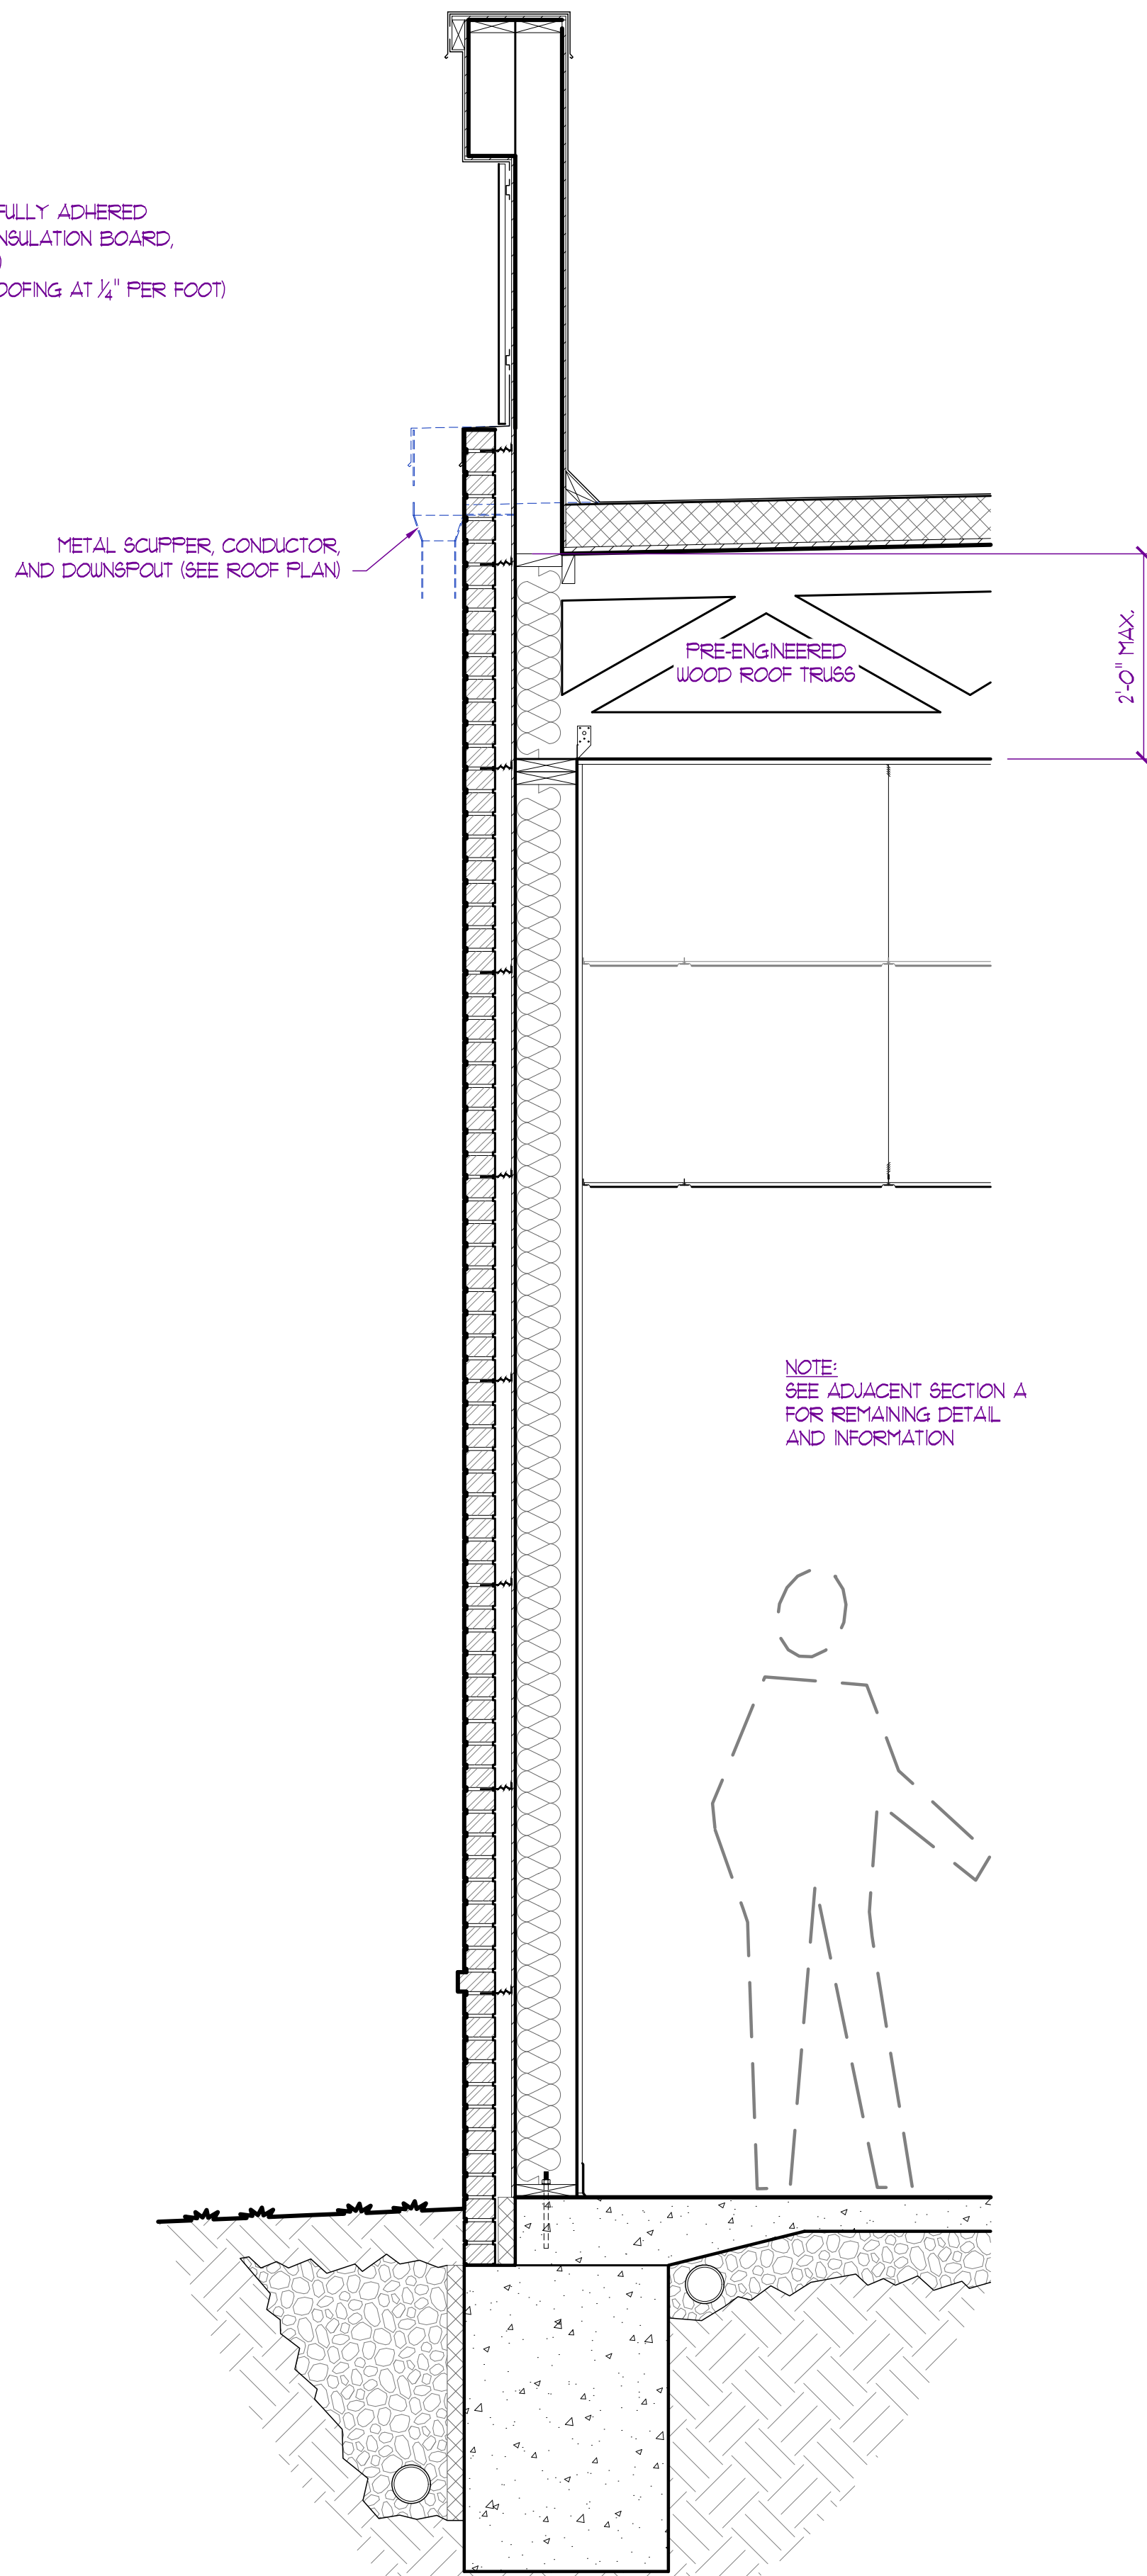 FULLY ADHERED
NSULATION BOARD,
)
OOFING AT ¼" PER FOOT)
METAL SCUPPER, CONDUCTOR,
AND DOWNSPOUT (SEE ROOF PLAN)
PRE-ENGINEERED
WOOD ROOF TRUSS
2'-0" MAX.
NOTE:
SEE ADJACENT SECTION A
FOR REMAINING DETAIL
AND INFORMATION